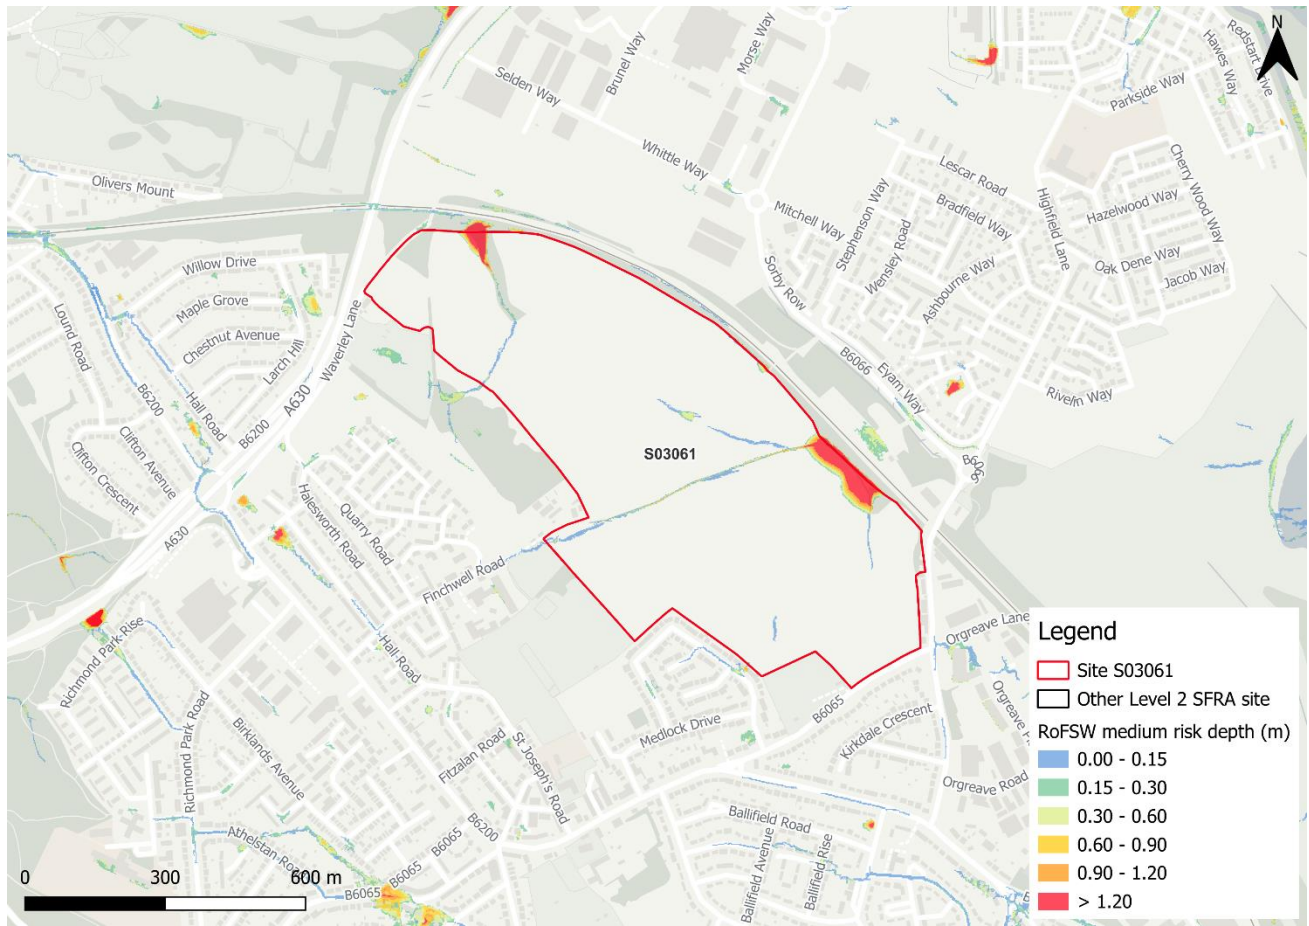 Morse Way
Brunel Way
Selden Way
Redstart Drive
Hawes Way
N
Parkside Way
Whittle Way
Lescar Road
Cherry Wood Way
Olivers Mount
Stephenson Way
Bradfield Way
Highfield Lane
Hazelwood Way
Mitchell Way
Wensley Road
Ashbourne Way
Oak Dene Way
Jacob Way
Willow Drive
Sorby Row
Maple Grove
Lound Road
Chestnut Avenue
Waverley Lane
Larch Hill
B6066
Eyam Way
Rivelin Way
B6200
Hall Road
A630
B6200
Clifton Avenue
Clifton Crescent
S03061
B6066
Halesworth Road
Quarry Road
A630
Finchwell Road
Richmond Park Rise
Hall Road
Orgreave Lane
Richmond Park Road
Birklands Avenue
Medlock Drive
B6065
Kirkdale Crescent
Fitzalan Road
St Joseph's Road
Orgreave Road
Ballifield Road
Athelstan Road
B6065
B6200
B6065
B6065
Ballifield Avenue
Ballifield Rise
0 300 600 m
Legend
Site S03061
Other Level 2 SFRA site
RoFSW medium risk depth (m)
0.00 - 0.15
0.15 - 0.30
0.30 - 0.60
0.60 - 0.90
0.90 - 1.20
> 1.20